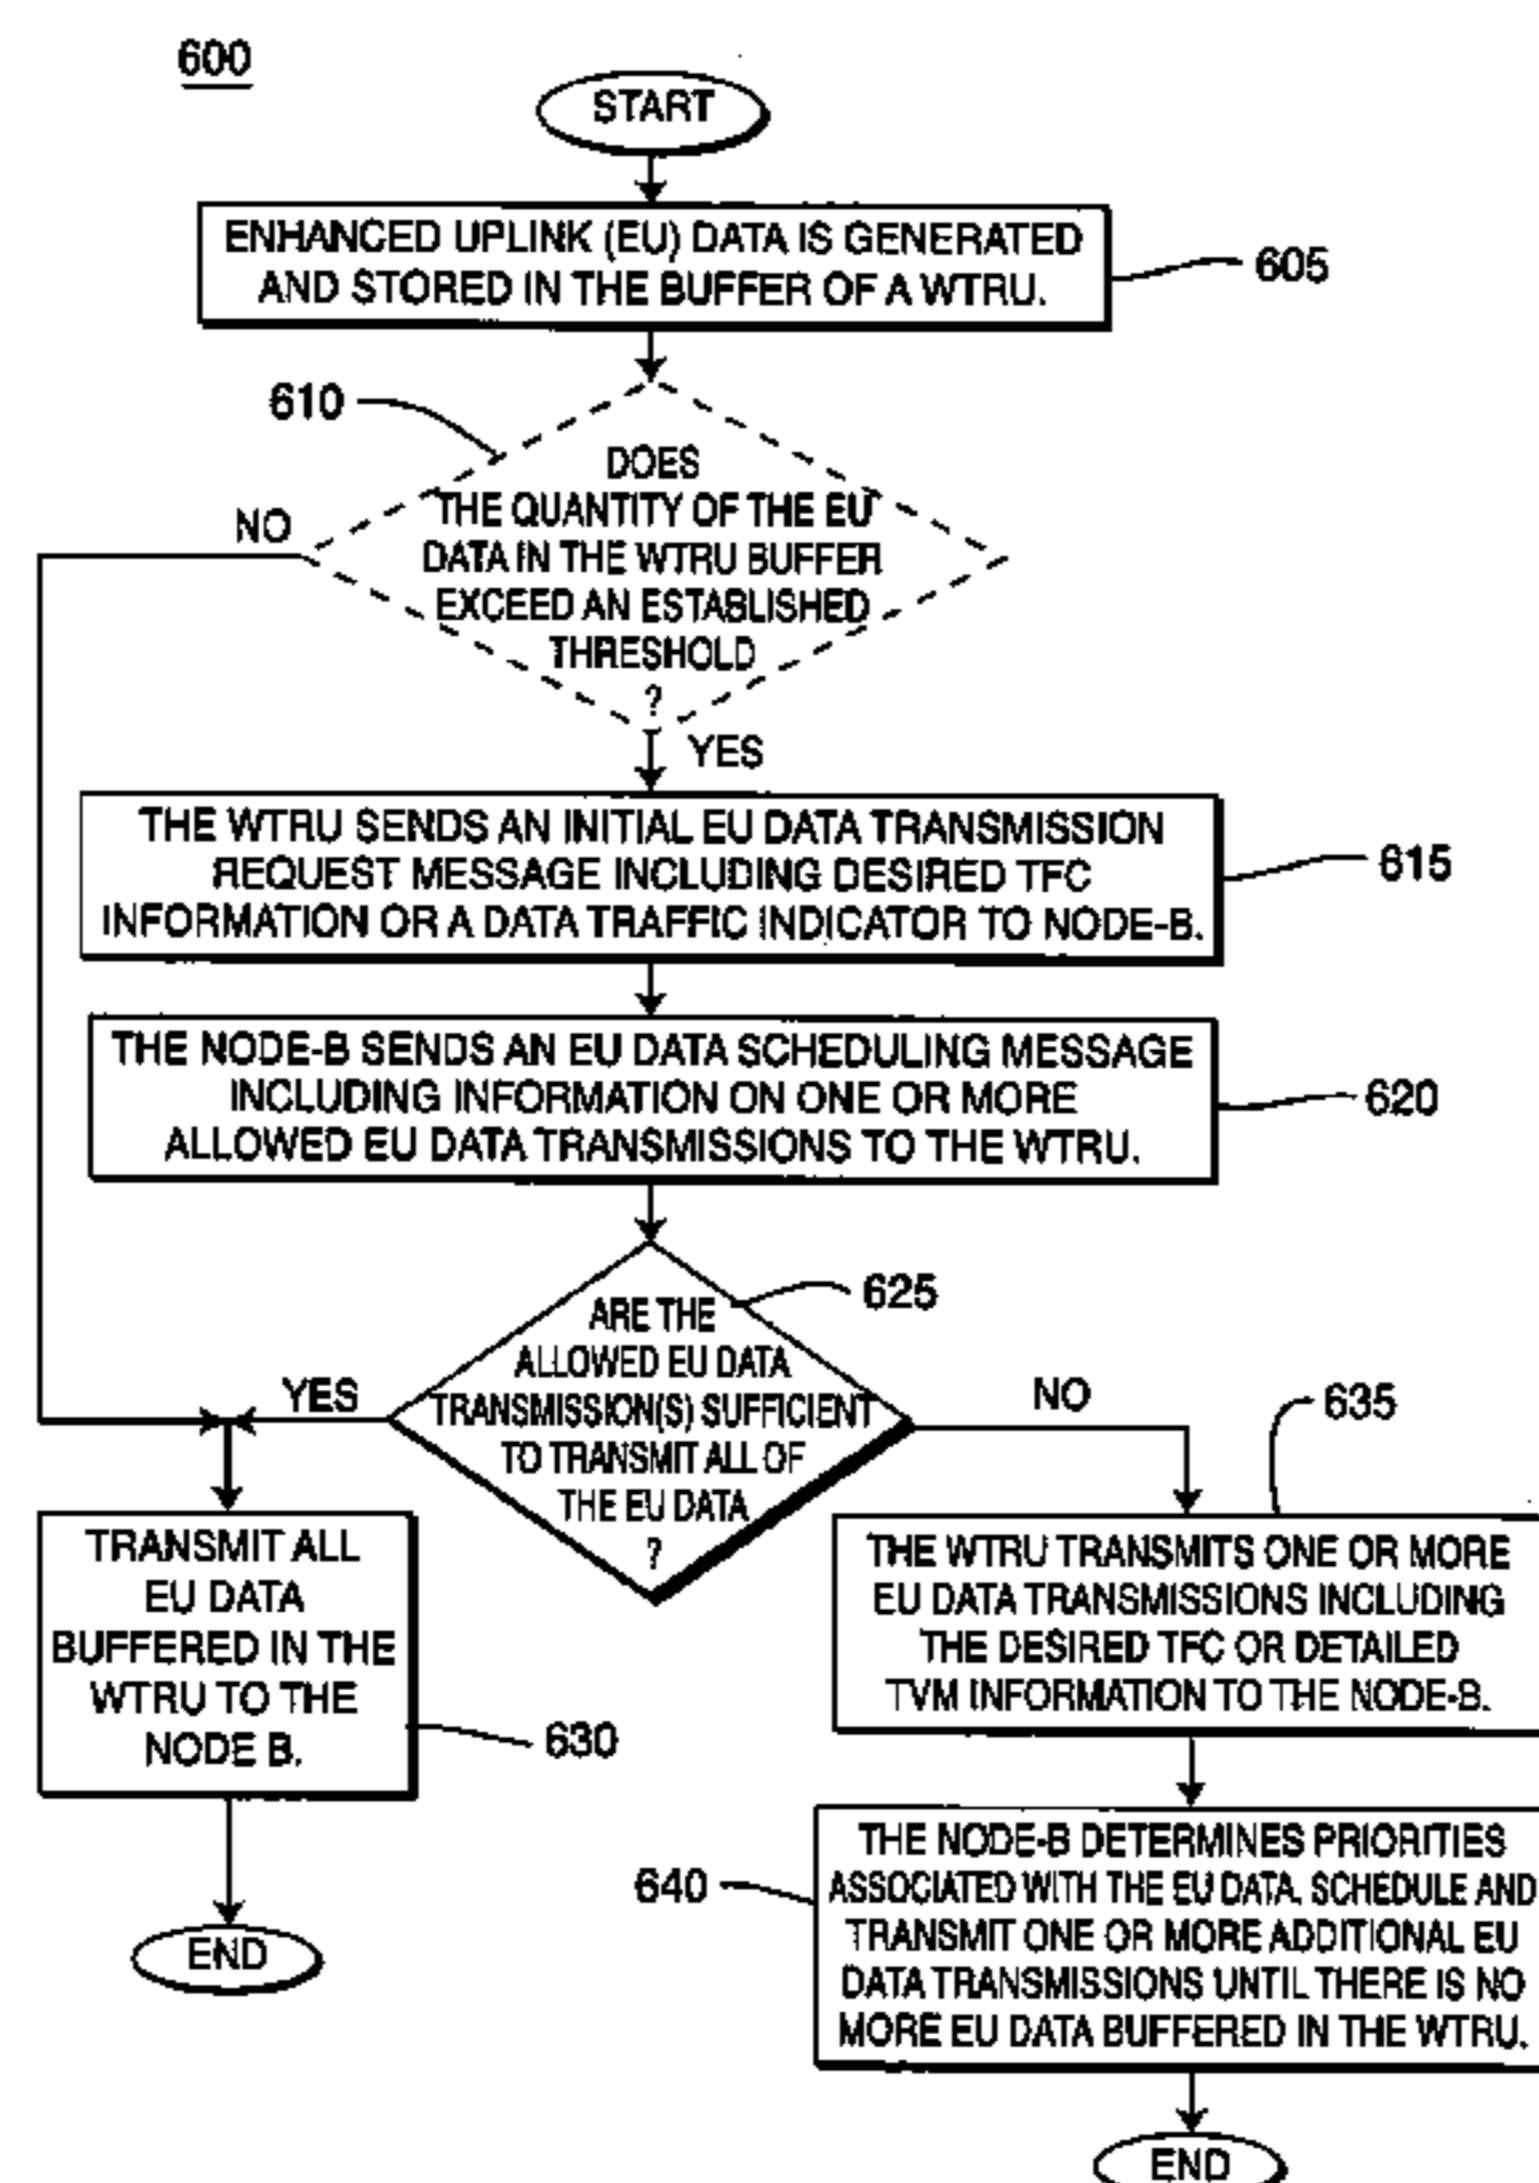 600
START
ENHANCED UPLINK (EU) DATA IS GENERATED
AND STORED IN THE BUFFER OF A WTRU.
605
610
DOES
THE QUANTITY OF THE EU
DATA IN THE WTRU BUFFER
EXCEED AN ESTABLISHED
THRESHOLD
?
NO
YES
THE WTRU SENDS AN INITIAL EU DATA TRANSMISSION
REQUEST MESSAGE INCLUDING DESIRED TFC
INFORMATION OR A DATA TRAFFIC INDICATOR TO NODE-B.
615
THE NODE-B SENDS AN EU DATA SCHEDULING MESSAGE
INCLUDING INFORMATION ON ONE OR MORE
ALLOWED EU DATA TRANSMISSIONS TO THE WTRU.
620
ARE THE
ALLOWED EU DATA
TRANSMISSION(S) SUFFICIENT
TO TRANSMIT ALL OF
THE EU DATA
?
625
YES
NO
TRANSMIT ALL
EU DATA
BUFFERED IN THE
WTRU TO THE
NODE B.
630
END
635
THE WTRU TRANSMITS ONE OR MORE
EU DATA TRANSMISSIONS INCLUDING
THE DESIRED TFC OR DETAILED
TVM INFORMATION TO THE NODE-B.
640
THE NODE-B DETERMINES PRIORITIES
ASSOCIATED WITH THE EU DATA, SCHEDULE AND
TRANSMIT ONE OR MORE ADDITIONAL EU
DATA TRANSMISSIONS UNTIL THERE IS NO
MORE EU DATA BUFFERED IN THE WTRU.
END